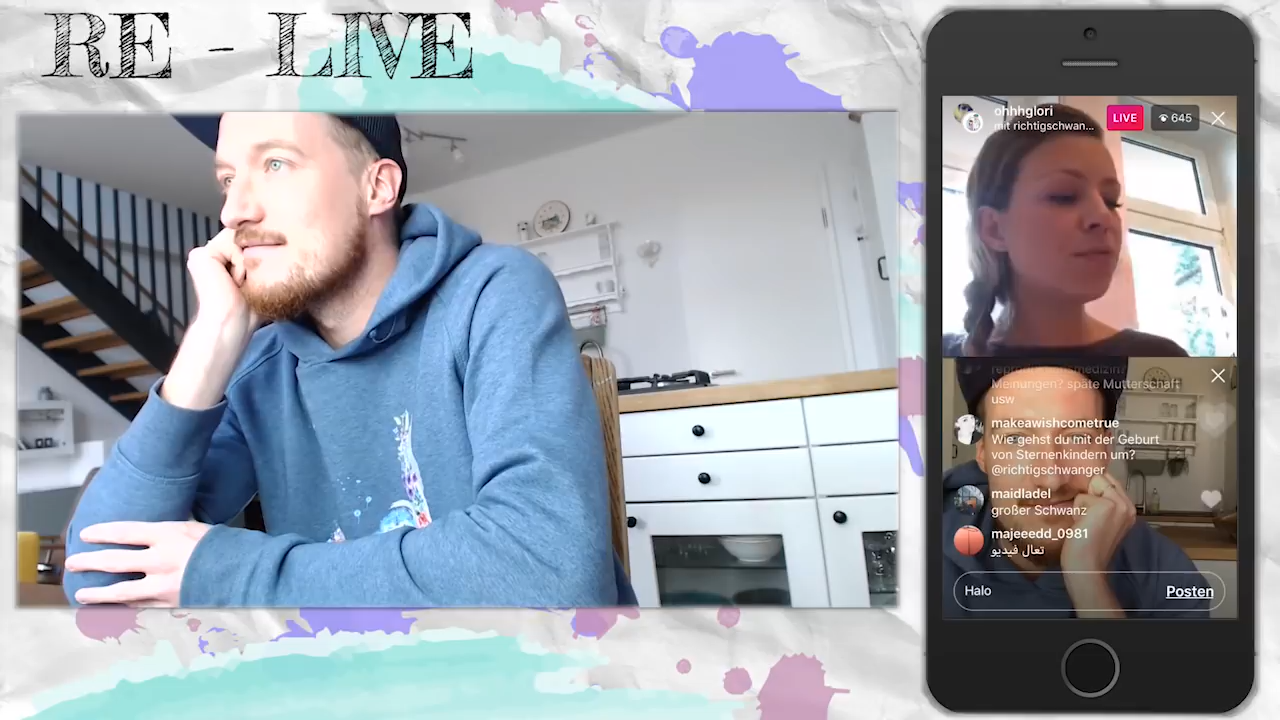 RE - LIVE
ohhhglori
mit richtigschwan...
LIVE
645
Meinungen? späte Mutterschaft
usw
makeawishcometrue
Wie gehst du mit der Geburt
von Sternenkindern um?
@richtigschwanger
maidladel
großer Schwanz
majeeedd_0981
تعال فيديو
Halo
Posten